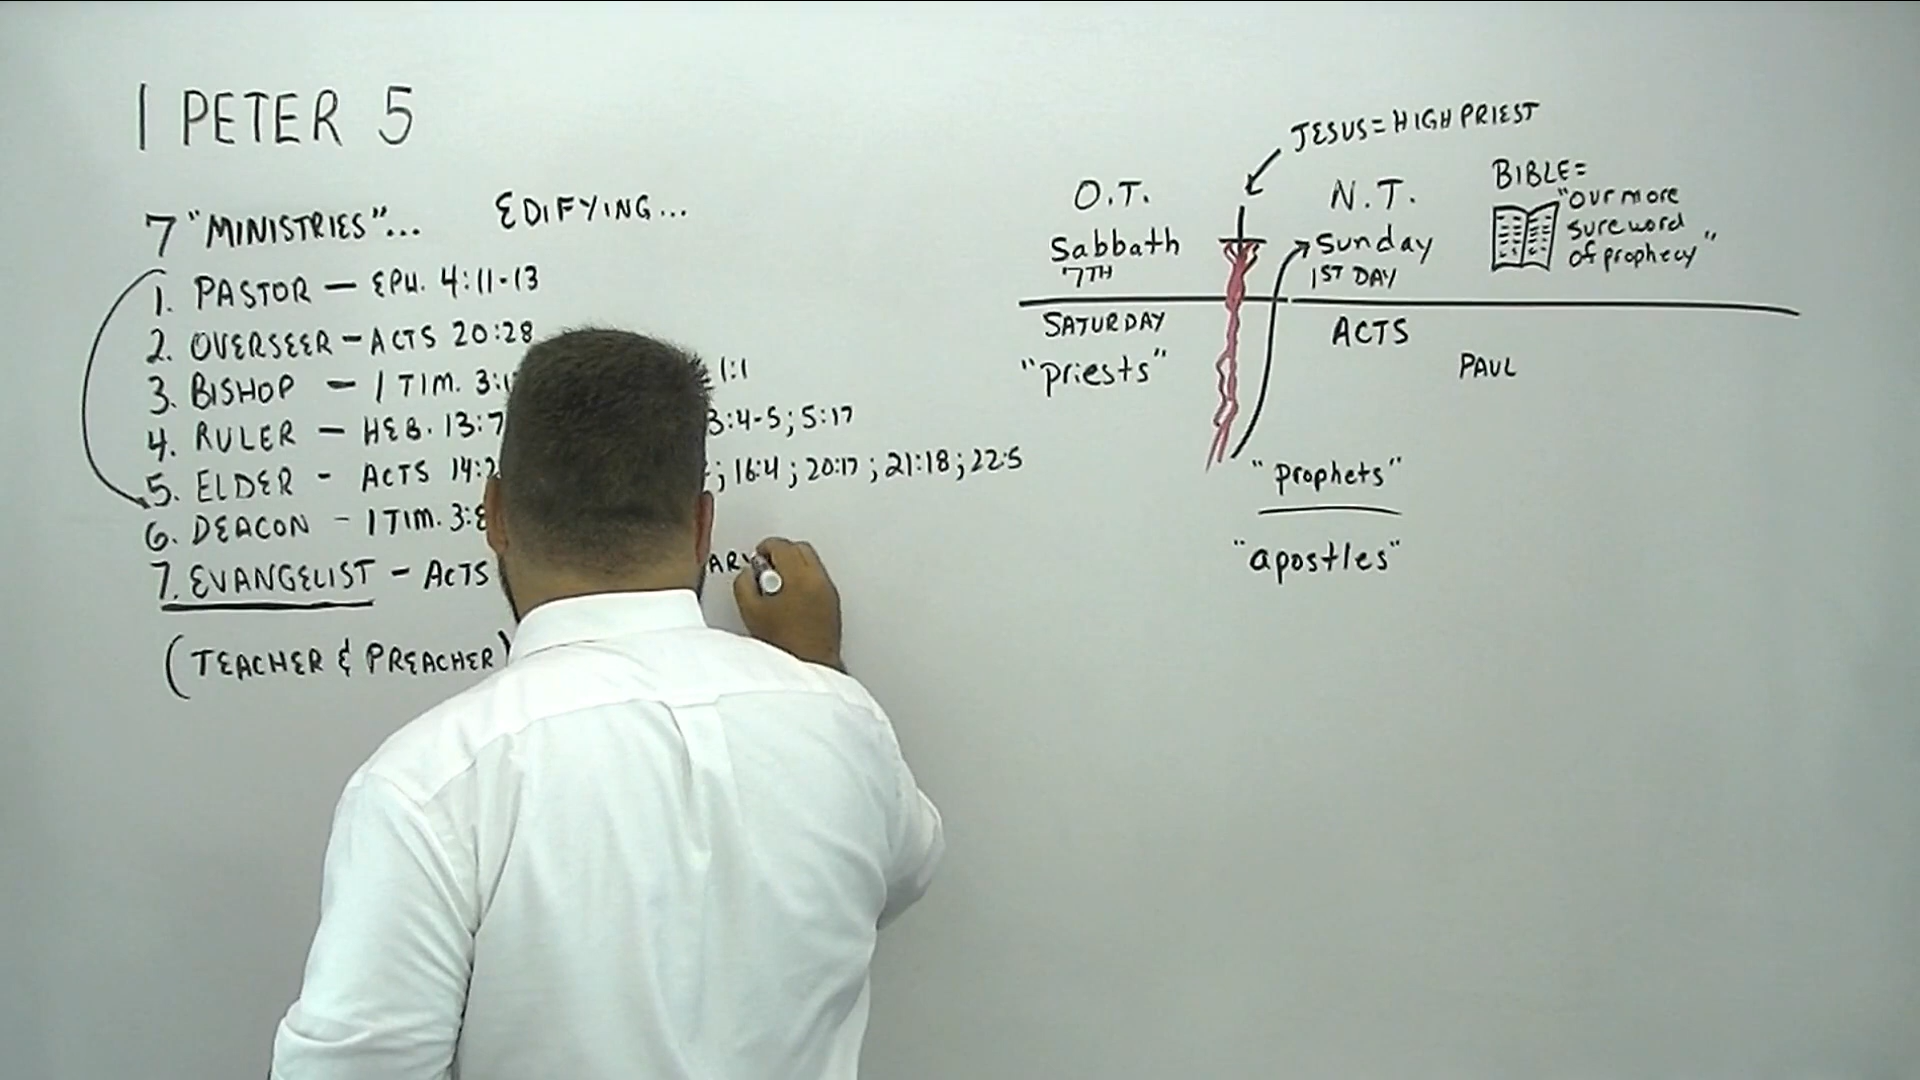 1 PETER 5
7 "MINISTRIES"... EDIFYING...
1. PASTOR — EPH. 4:11-13
2. OVERSEER — ACTS 20:28
3. BISHOP — 1 TIM. 3:1 1:1
4. RULER — HEB. 13:7 3:4-5; 5:17
5. ELDER - ACTS 14:2 ; 16:4; 20:17; 21:18; 22:5
6. DEACON - 1 TIM. 3:8
7. EVANGELIST - ACTS ARY
(TEACHER & PREACHER)
JESUS = HIGH PRIEST
O.T.
Sabbath
7TH
SATURDAY
"priests"
N.T.
Sunday
1ST DAY
ACTS
PAUL
"prophets"
"apostles"
BIBLE=
"our more
sure word
of prophecy"